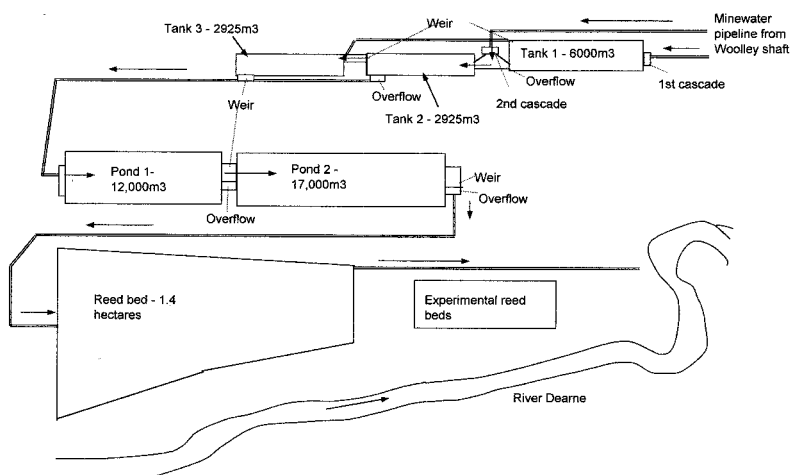 Tank 3 - 2925m3
Weir
Minewater
pipeline from
Woolley shaft
Tank 1 - 6000m3
1st cascade
Overflow
2nd cascade
Overflow
Tank 2 - 2925m3
Weir
Pond 1-
12,000m3
Pond 2 -
17,000m3
Weir
Overflow
Overflow
Reed bed - 1.4
hectares
Experimental reed
beds
River Dearne